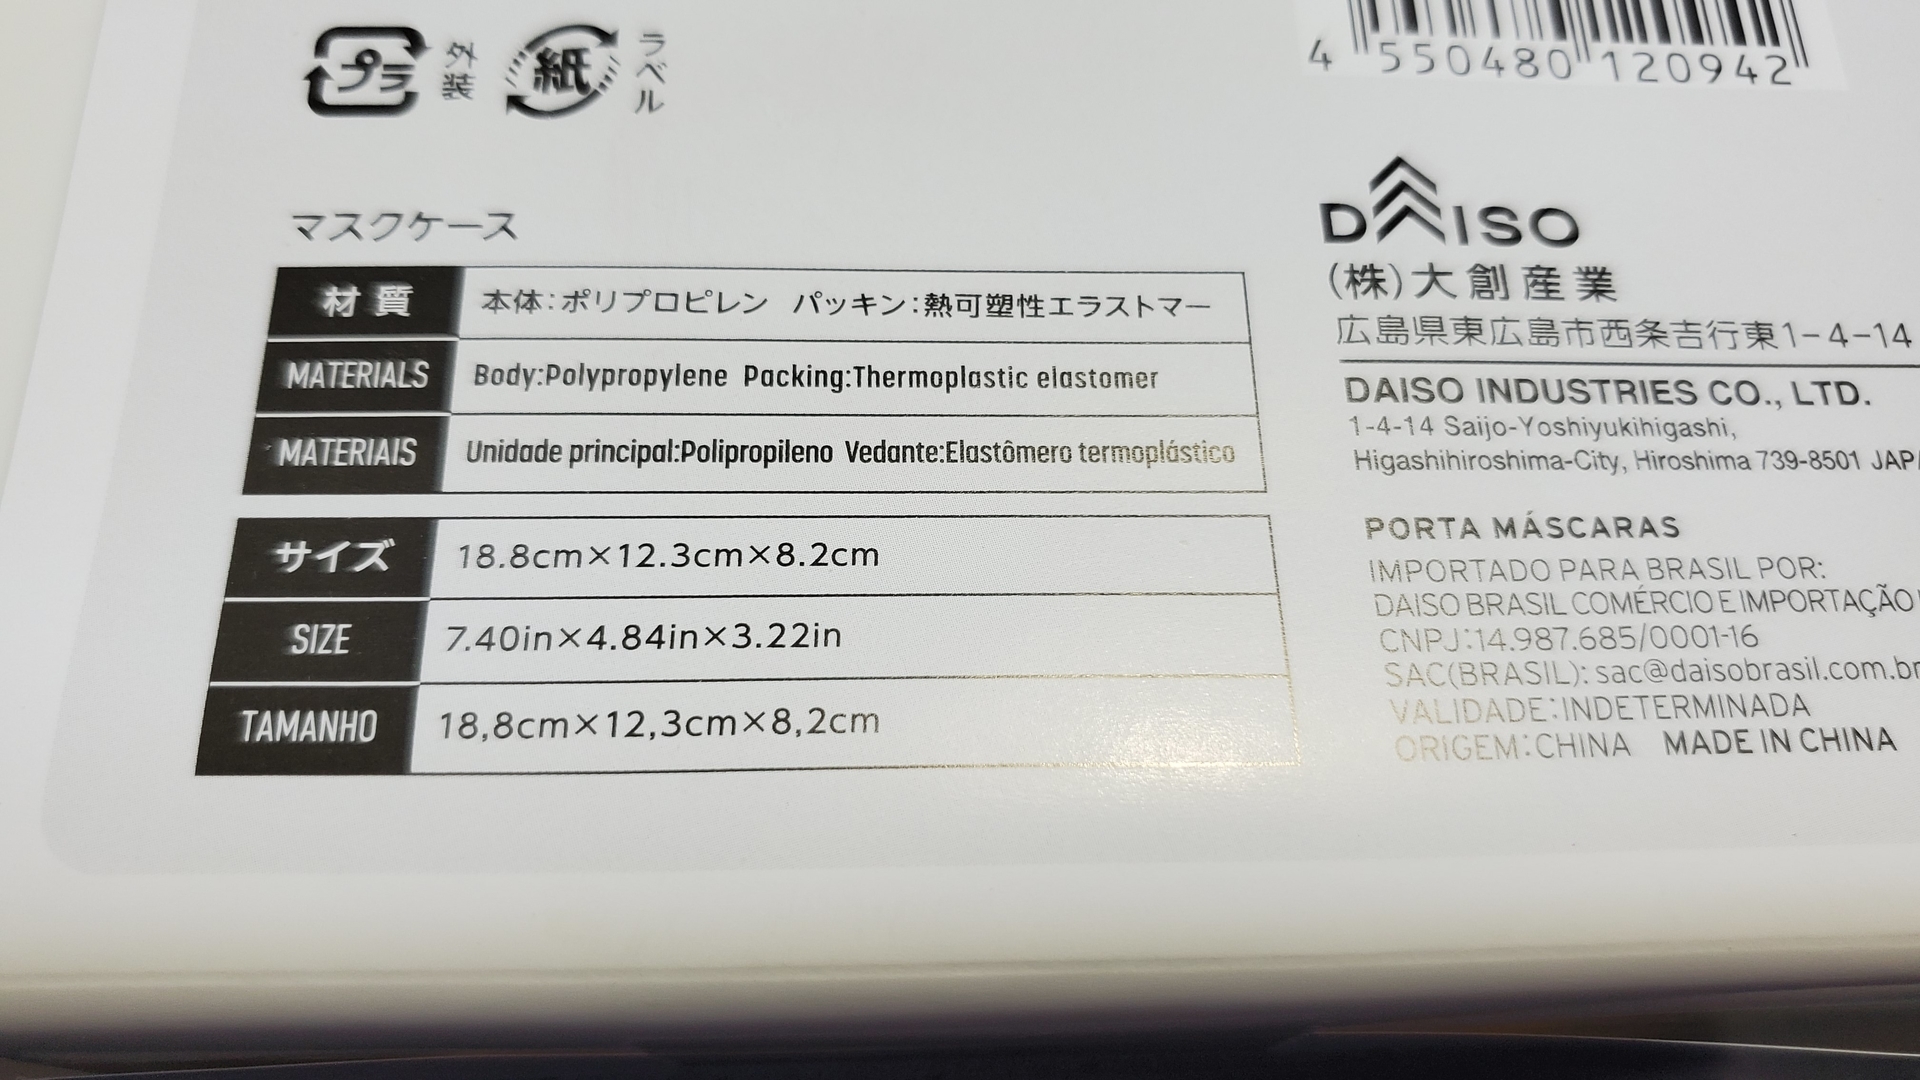 プラ 外装 紙 ラベル
4 550480 120942
マスクケース
材質 本体:ポリプロピレン パッキン:熱可塑性エラストマー
MATERIALS Body:Polypropylene Packing:Thermoplastic elastomer
MATERIAIS Unidade principal:Polipropileno Vedante:Elastômero termoplástico
サイズ 18.8cm×12.3cm×8.2cm
SIZE 7.40in×4.84in×3.22in
TAMANHO 18,8cm×12,3cm×8,2cm
DAISO
(株)大創産業
広島県東広島市西条吉行東1-4-14
DAISO INDUSTRIES CO., LTD.
1-4-14 Saijo-Yoshiyukihigashi,
Higashihiroshima-City, Hiroshima 739-8501
PORTA MÁSCARAS
IMPORTADO PARA BRASIL POR:
DAISO BRASIL COMÉRCIO E IMPORTAÇÃO
CNPJ:14.987.685/0001-16
SAC(BRASIL): sac@daisobrasil.com.br
VALIDADE:INDETERMINADA
ORIGEM:CHINA MADE IN CHINA